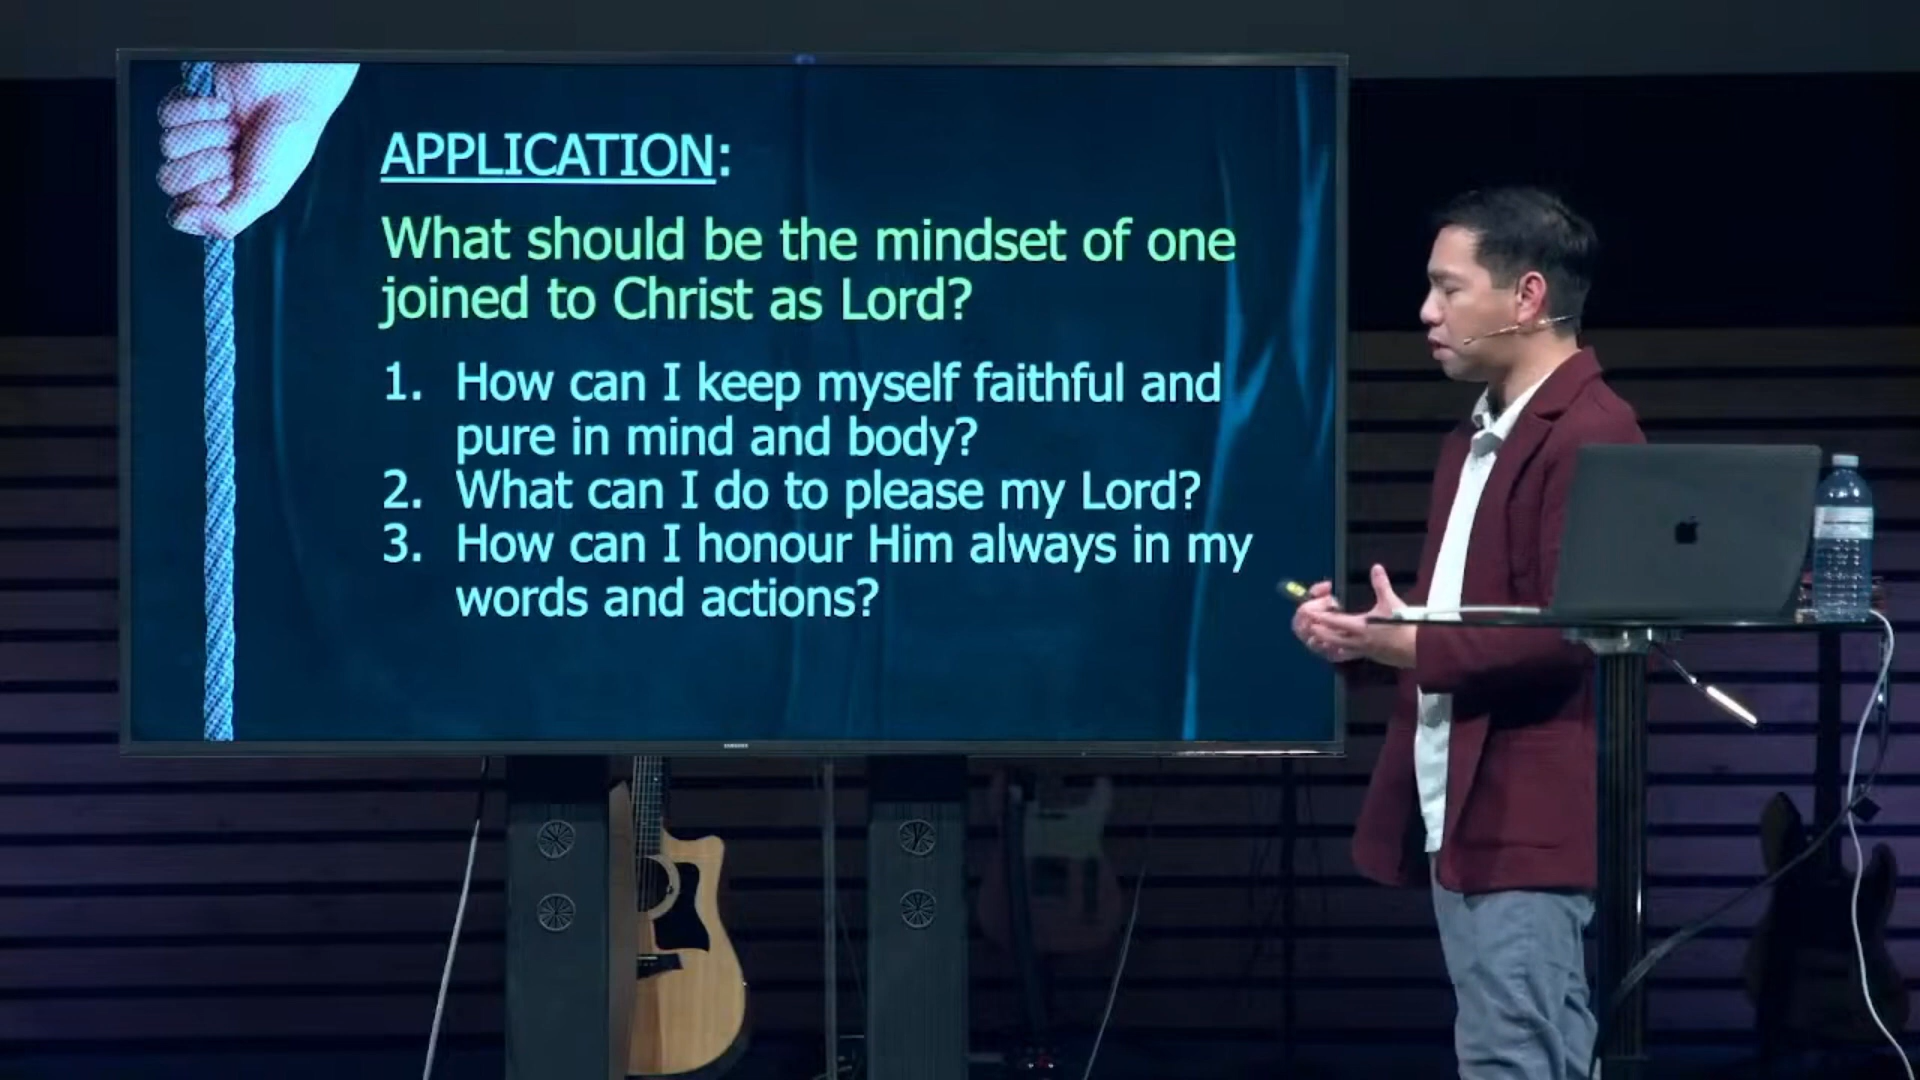 APPLICATION:
What should be the mindset of one
joined to Christ as Lord?
1. How can I keep myself faithful and
pure in mind and body?
2. What can I do to please my Lord?
3. How can I honour Him always in my
words and actions?
SAMSUNG